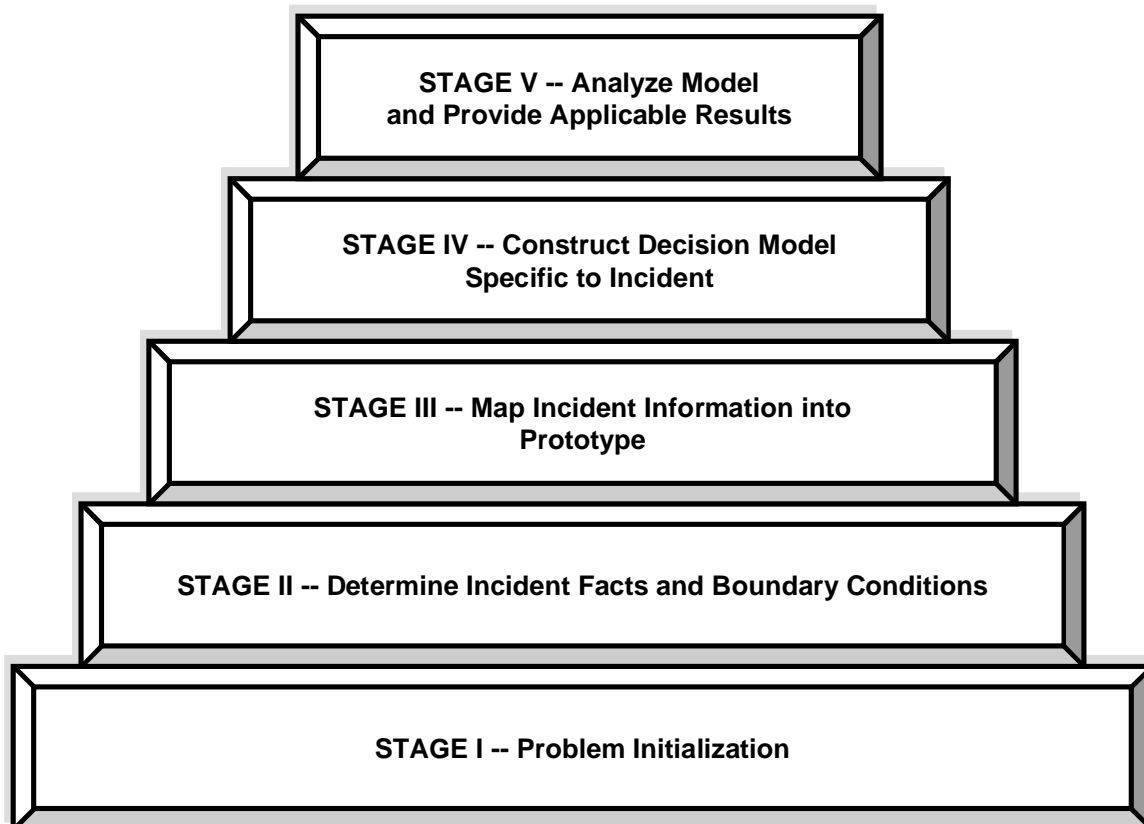 STAGE V -- Analyze Model
and Provide Applicable Results
STAGE IV -- Construct Decision Model
Specific to Incident
STAGE III -- Map Incident Information into
Prototype
STAGE II -- Determine Incident Facts and Boundary Conditions
STAGE I -- Problem Initialization